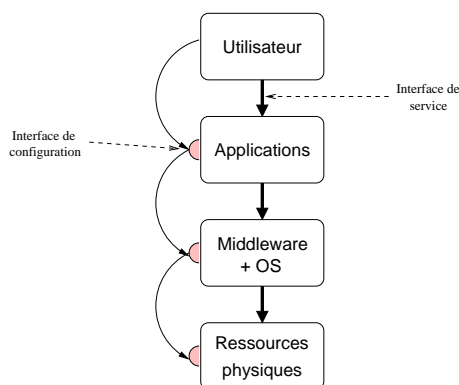 Utilisateur
Interface de
service
Interface de
configuration
Applications
Middleware
+ OS
Ressources
physiques